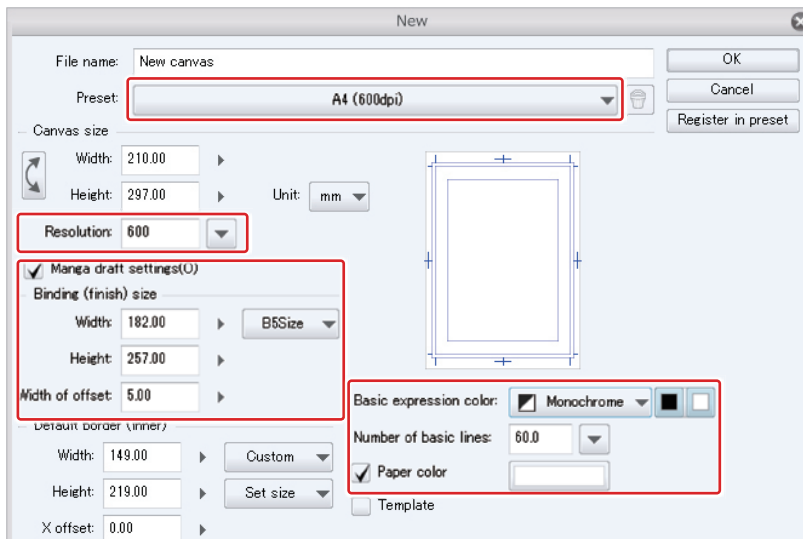 New
File name: New canvas
OK
Preset: A4 (600dpi)
Cancel
Register in preset
Canvas size
Width: 210.00
Height: 297.00 Unit: mm
Resolution: 600
Manga draft settings(O)
Binding (finish) size
Width: 182.00 B5Size
Height: 257.00
Width of offset: 5.00
Basic expression color: Monochrome
Number of basic lines: 60.0
Paper color
Template
Default border (inner)
Width: 149.00 Custom
Height: 219.00 Set size
X offset: 0.00